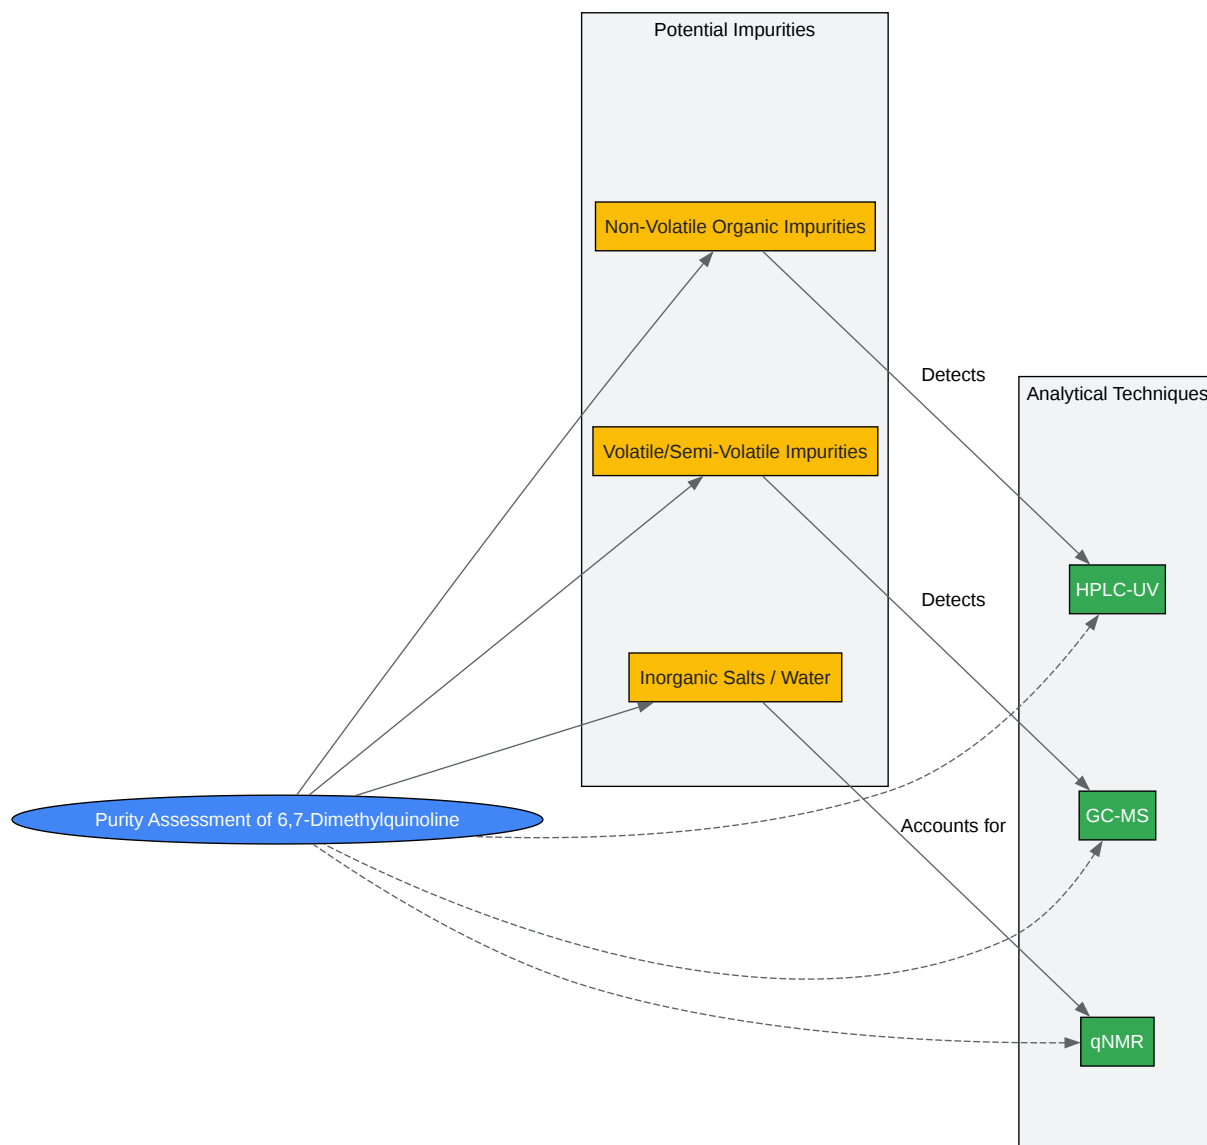 Potential Impurities
Non-Volatile Organic Impurities
Detects
Analytical Techniques
Volatile/Semi-Volatile Impurities
HPLC-UV
Detects
Inorganic Salts / Water
Purity Assessment of 6,7-Dimethylquinoline
GC-MS
Accounts for
qNMR